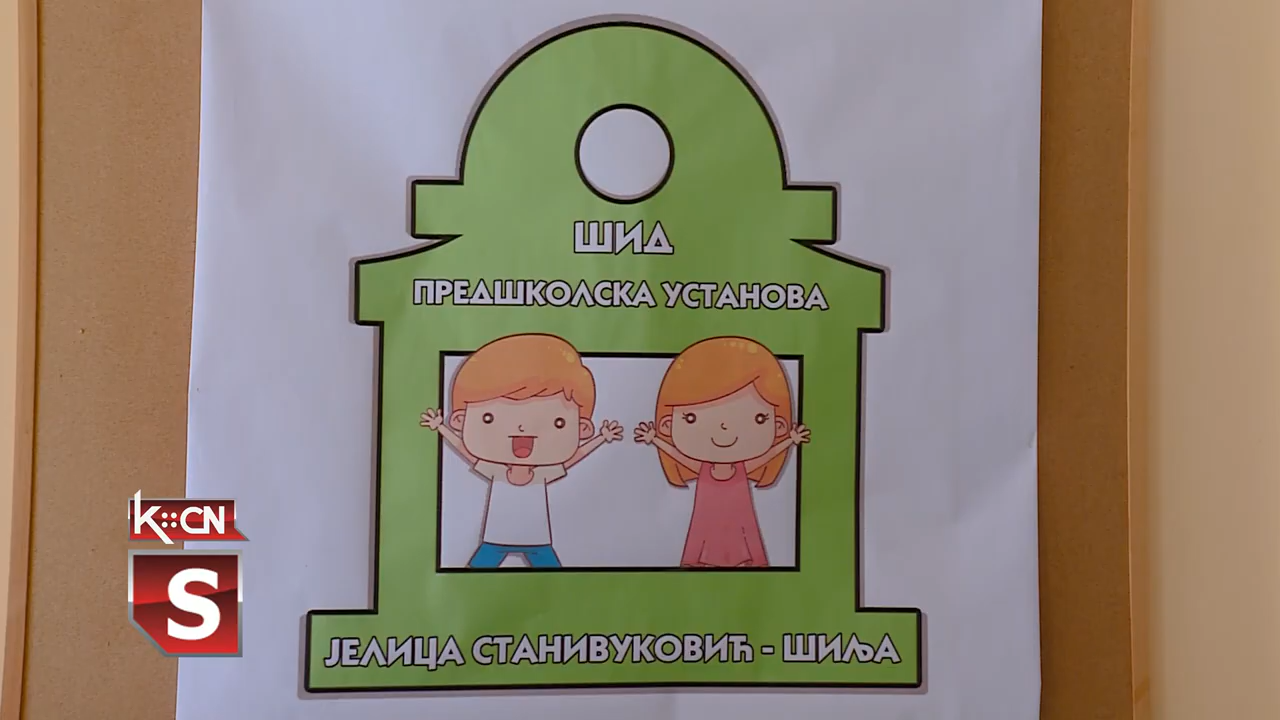 ШИД
ПРЕДШКОЛСКА УСТАНОВА
ЈЕЛИЦА СТАНИВУКОВИЋ - ШИЉА
K::CN
S